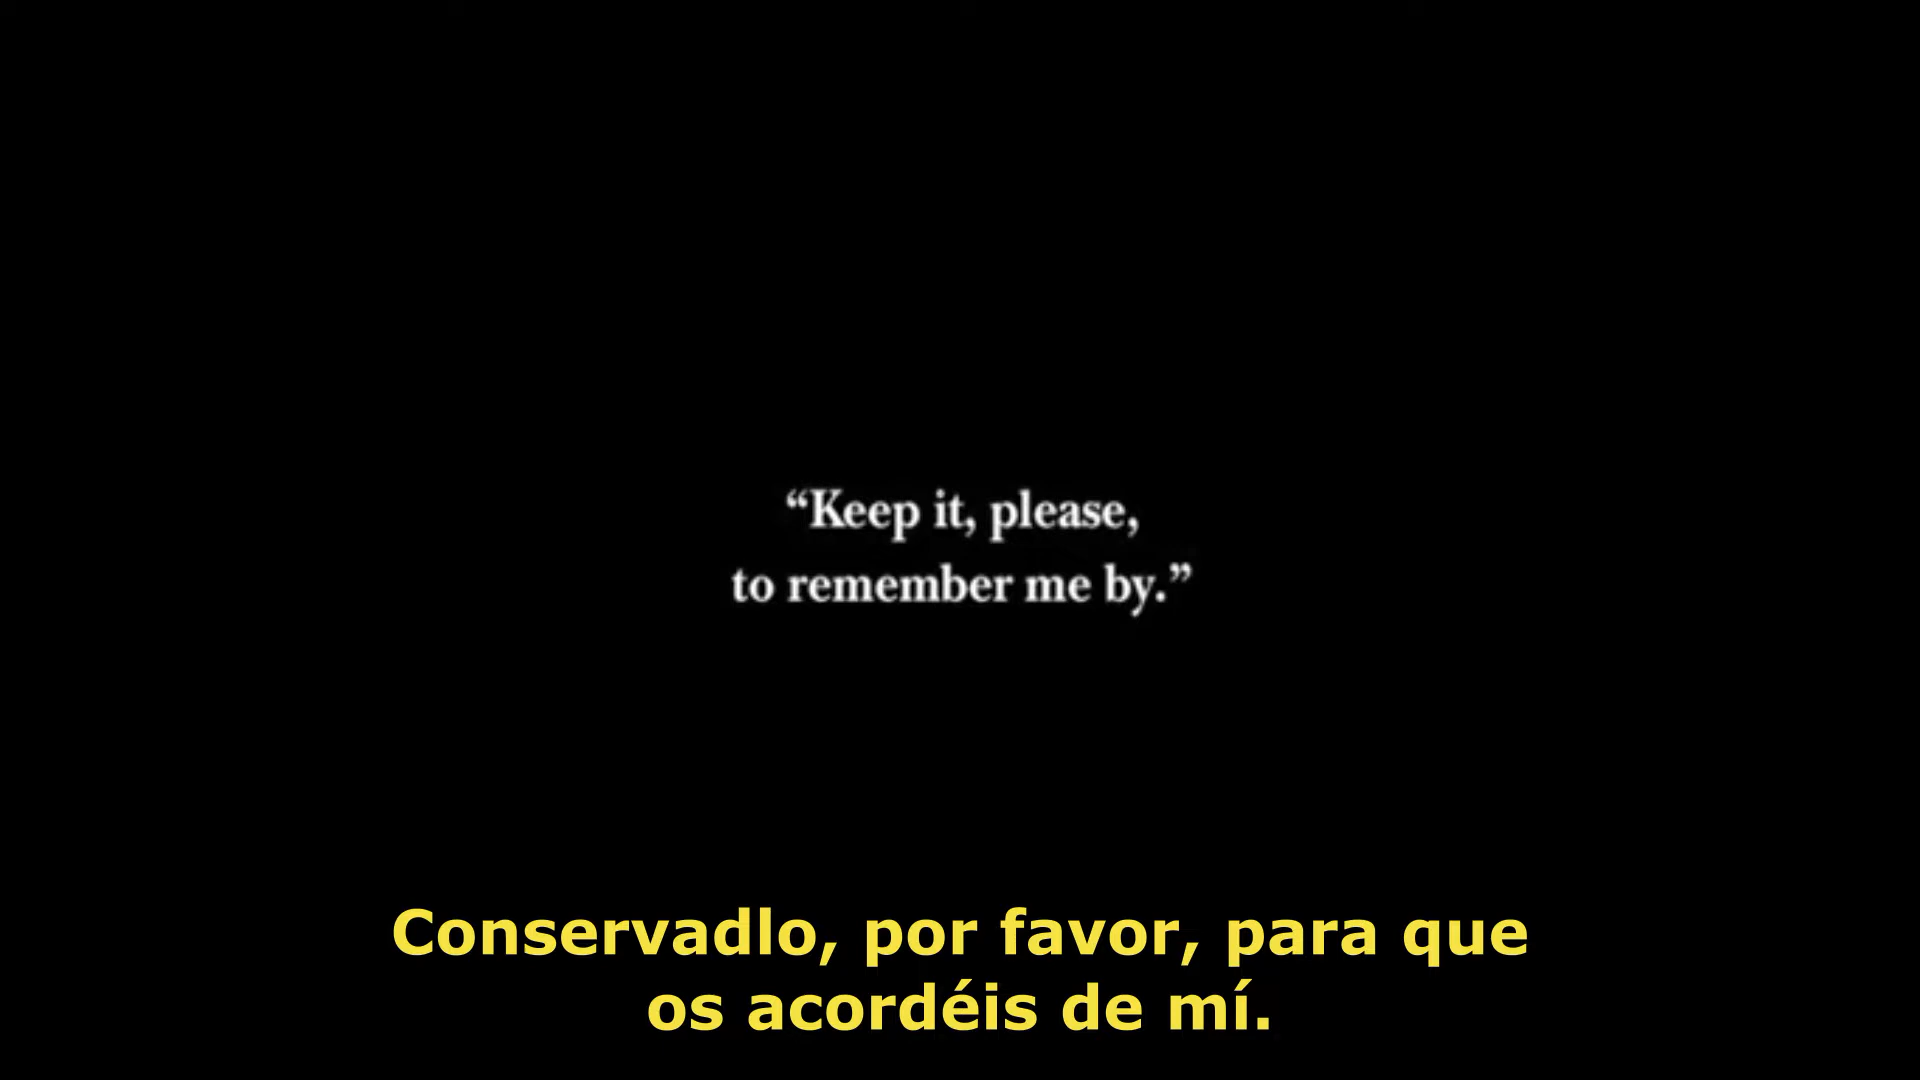 “Keep it, please,
to remember me by.”
Conservadlo, por favor, para que
os acordéis de mí.